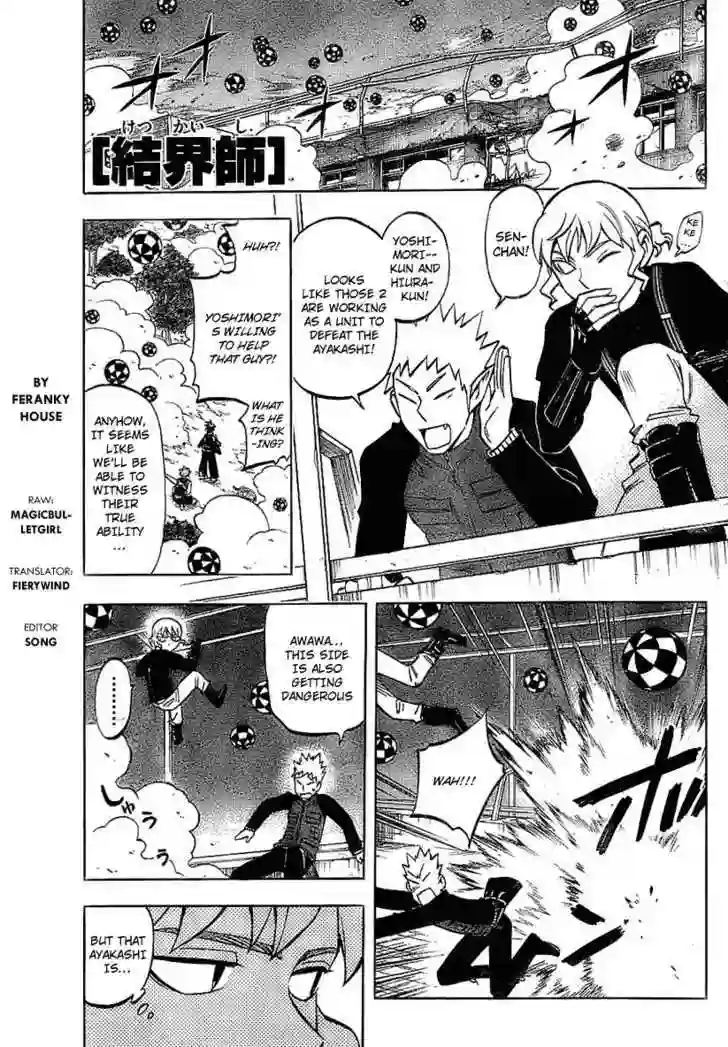 けっかいし
[結界師]
KE
KE
SEN-
CHAN!
YOSHI-
MORI--
KUN AND
HIURA-
KUN!
LOOKS
LIKE THOSE 2
ARE WORKING
AS A UNIT TO
DEFEAT THE
AYAKASHI!
HUH?!
YOSHIMORI'
S WILLING
TO HELP
THAT GUY?!
WHAT IS
HE THINK
-ING?
ANYHOW,
IT SEEMS
LIKE
WE'LL BE
ABLE TO
WITNESS
THEIR
TRUE
ABILITY
...
BY
FERANKY
HOUSE
RAW:
MAGICBUL-
LETGIRL
TRANSLATOR:
FIERYWIND
EDITOR
SONG
WAH!!!
AWAWA...
THIS SIDE
IS ALSO
GETTING
DANGEROUS
........
しゅうう
BUT THAT
AYAKASHI
IS...